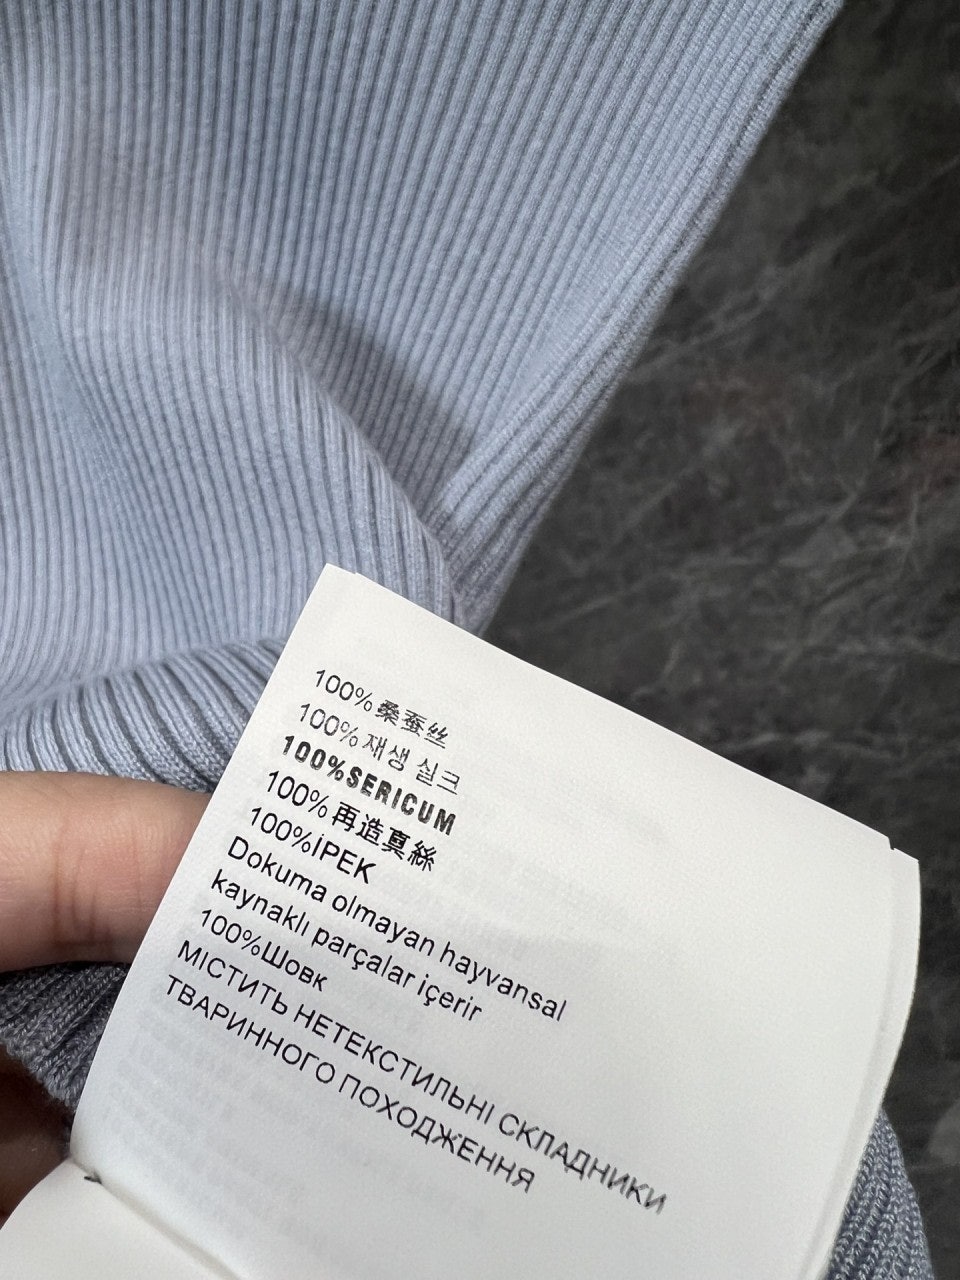 100%桑蚕丝
100%재생 실크
100%SERICUM
100%再造真絲
100%İPEK
Dokuma olmayan hayvansal
kaynaklı parçalar içerir
100%Шовк
МІСТИТЬ НЕТЕКСТИЛЬНІ СКЛАДНИКИ
ТВАРИННОГО ПОХОДЖЕННЯ